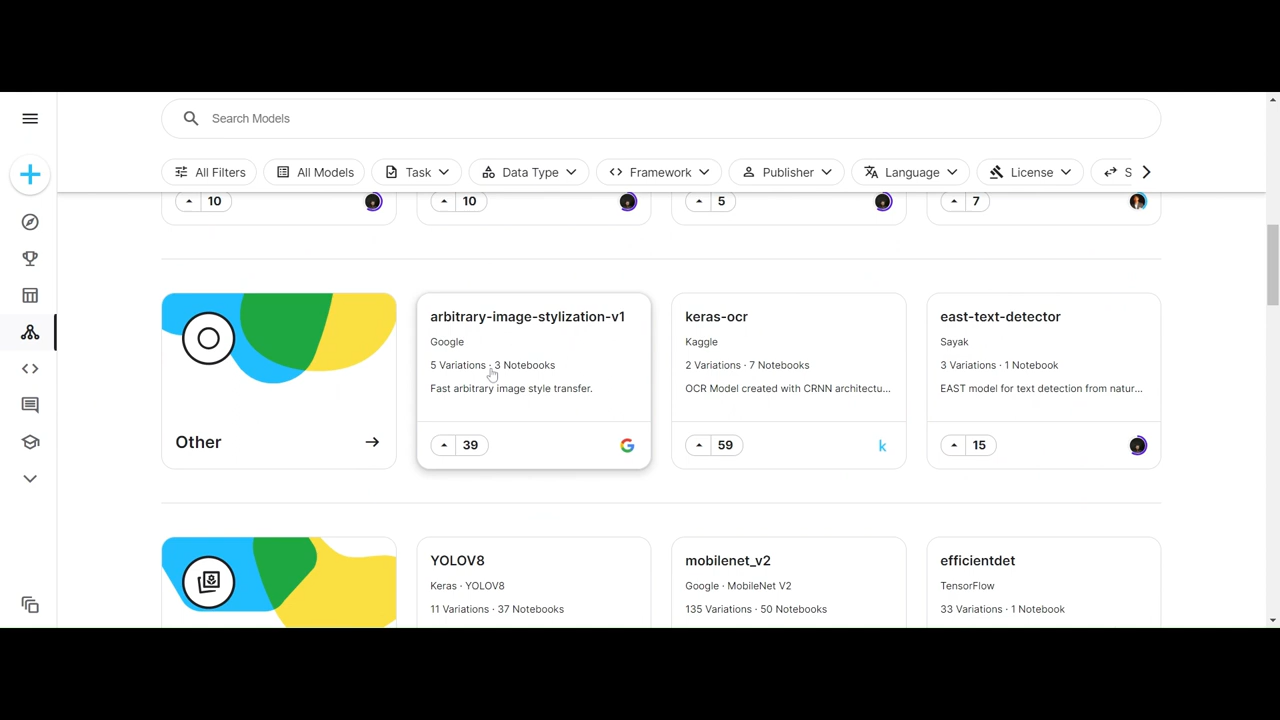 Search Models
All Filters
All Models
Task
Data Type
Framework
Publisher
Language
License
S
10
10
5
7
Other
arbitrary-image-stylization-v1
Google
5 Variations · 3 Notebooks
Fast arbitrary image style transfer.
39
keras-ocr
Kaggle
2 Variations · 7 Notebooks
OCR Model created with CRNN architectu...
59
k
east-text-detector
Sayak
3 Variations · 1 Notebook
EAST model for text detection from natur...
15
YOLOV8
Keras · YOLOV8
11 Variations · 37 Notebooks
mobilenet_v2
Google · MobileNet V2
135 Variations · 50 Notebooks
efficientdet
TensorFlow
33 Variations · 1 Notebook